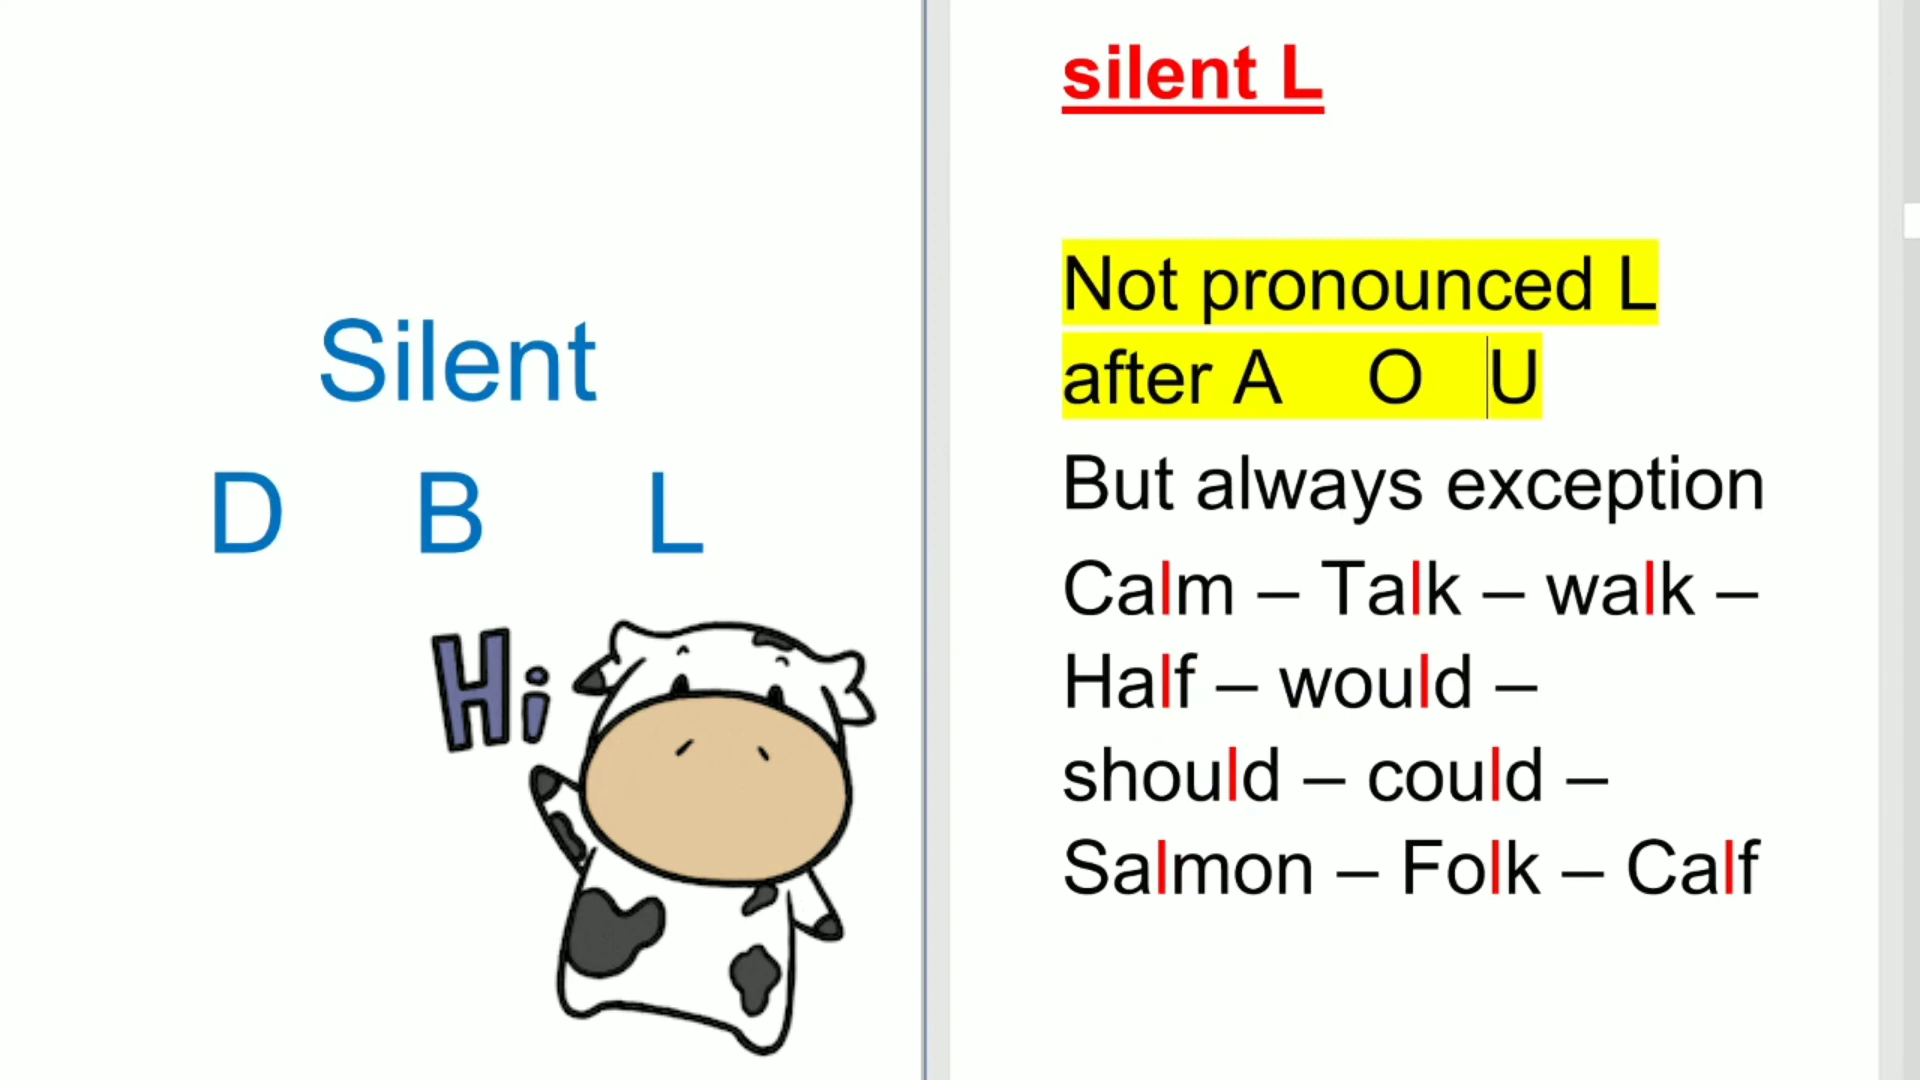 Silent
D B L
Hi
silent L
Not pronounced L
after A O U
But always exception
Calm – Talk – walk –
Half – would –
should – could –
Salmon – Folk – Calf